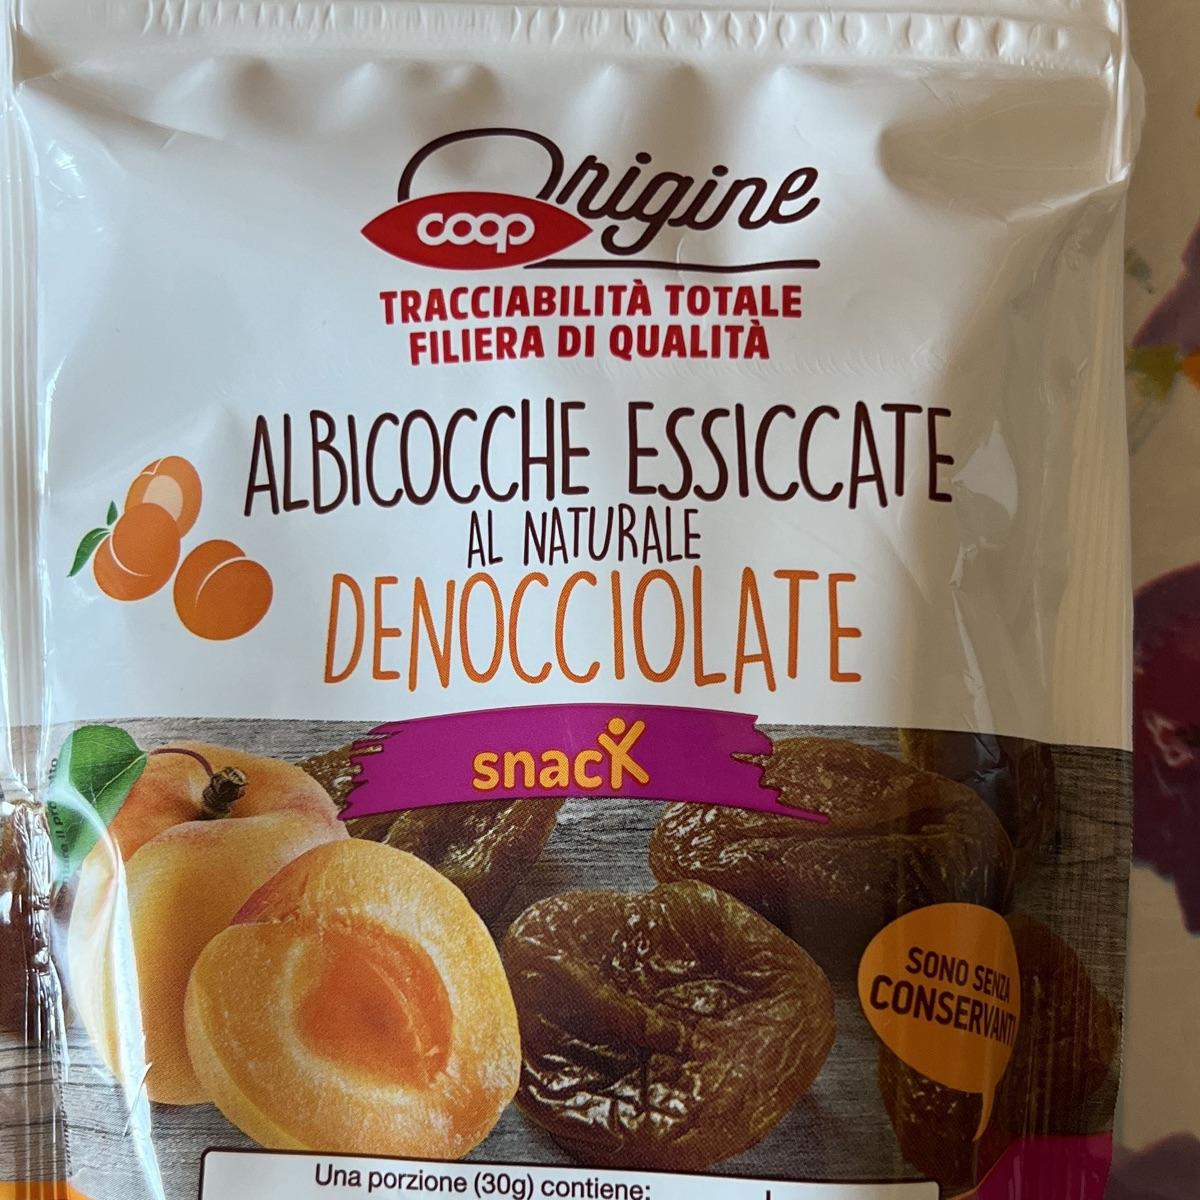 Origine
coop
TRACCIABILITÀ TOTALE
FILIERA DI QUALITÀ
ALBICOCCHE ESSICCATE
AL NATURALE
DENOCCIOLATE
snack
SONO SENZA
CONSERVANTI
Una porzione (30g) contiene: